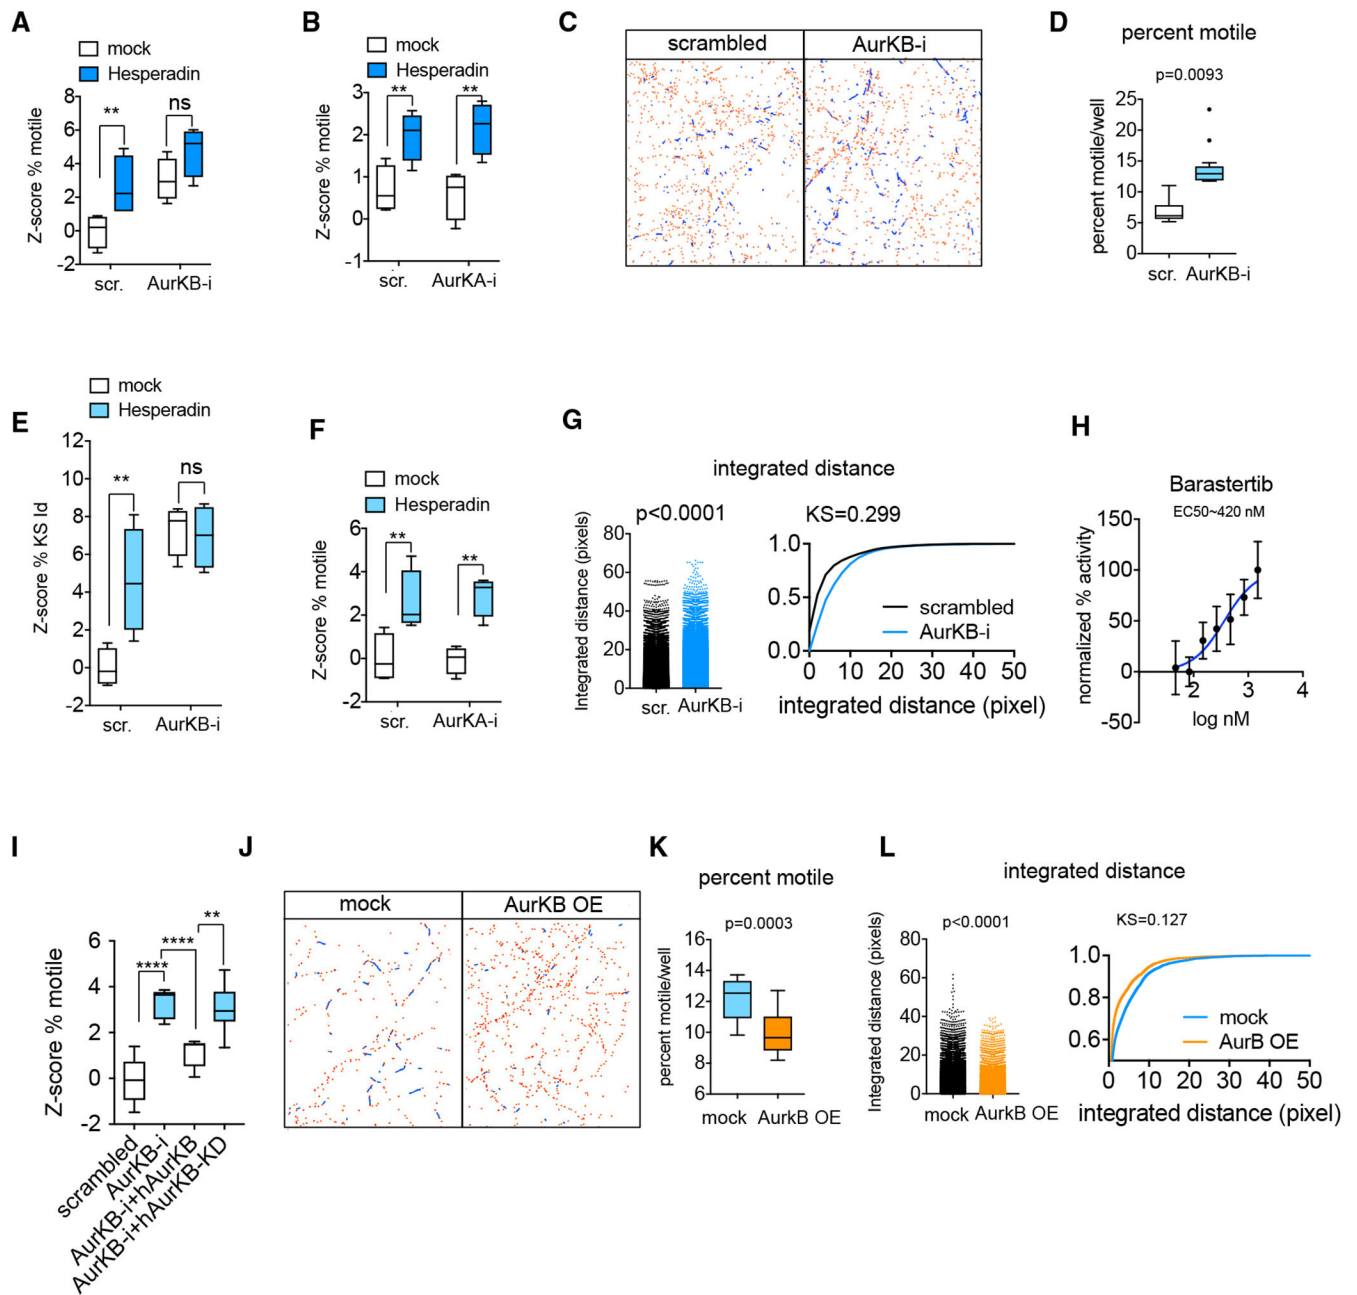 A
mock
Hesperadin
Z-score % motile
8
6
4
2
0
-2
**
ns
scr.
AurKB-i
B
mock
Hesperadin
Z-score % motile
3
2
1
0
-1
**
**
scr.
AurKA-i
C
scrambled
AurKB-i
D
percent motile
p=0.0093
percent motile/well
25
20
15
10
5
0
scr.
AurKB-i
E
mock
Hesperadin
Z-score % KS Id
12
10
8
6
4
2
0
-2
**
ns
scr.
AurKB-i
F
mock
Hesperadin
Z-score % motile
6
4
2
0
-2
**
**
scr.
AurKA-i
G
integrated distance
p<0.0001
Integrated distance (pixels)
80
60
40
20
0
scr.
AurKB-i
KS=0.299
1.0
0.5
0.0
scrambled
AurKB-i
0 10 20 30 40 50
integrated distance (pixel)
H
Barastertib
EC50~420 nM
normalized % activity
150
100
50
0
-50
2 3 4
log nM
I
Z-score % motile
6
4
2
0
-2
****
****
**
scrambled
AurKB-i
AurKB-i+hAurKB
AurKB-i+hAurKB-KD
J
mock
AurKB OE
K
percent motile
p=0.0003
percent motile/well
16
14
12
10
8
6
mock
AurkB OE
L
integrated distance
p<0.0001
Integrated distance (pixels)
80
60
40
20
0
mock
AurkB OE
KS=0.127
1.0
0.8
0.6
mock
AurB OE
0 10 20 30 40 50
integrated distance (pixel)